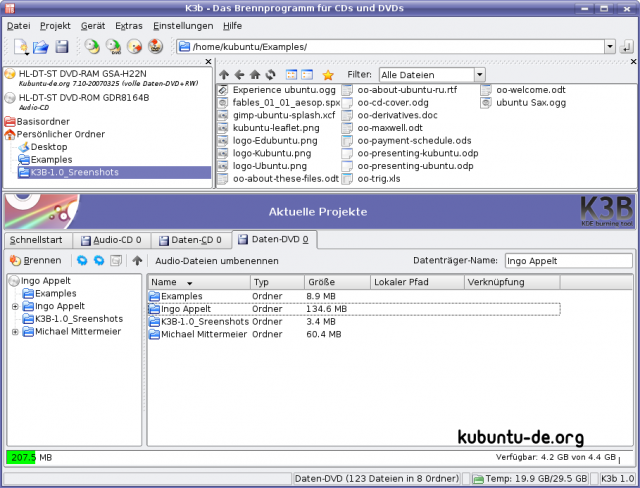 K3b - Das Brennprogramm für CDs und DVDs
Datei Projekt Gerät Extras Einstellungen Hilfe
/home/kubuntu/Examples/
HL-DT-ST DVD-RAM GSA-H22N
Kubuntu-de.org 7.10-20070325 (volle Daten-DVD+RW)
HL-DT-ST DVD-ROM GDR8164B
Audio-CD
Basisordner
Persönlicher Ordner
Desktop
Examples
K3B-1.0_Sreenshots
Filter: Alle Dateien
Experience ubuntu.ogg oo-about-ubuntu-ru.rtf oo-welcome.odt
fables_01_01_aesop.spx oo-cd-cover.odg ubuntu Sax.ogg
gimp-ubuntu-splash.xcf oo-derivatives.doc
kubuntu-leaflet.png oo-maxwell.odt
logo-Edubuntu.png oo-payment-schedule.ods
logo-Kubuntu.png oo-presenting-kubuntu.odp
logo-Ubuntu.png oo-presenting-ubuntu.odp
oo-about-these-files.odt oo-trig.xls
Aktuelle Projekte
K3B
Schnellstart Audio-CD 0 Daten-CD 0 Daten-DVD 0
Brennen Audio-Dateien umbenennen Datenträger-Name: Ingo Appelt
Ingo Appelt
Examples
Ingo Appelt
K3B-1.0_Sreenshots
Michael Mittermeier
Name Typ Größe Lokaler Pfad Verknüpfung
Examples Ordner 8.9 MB
Ingo Appelt Ordner 134.6 MB
K3B-1.0_Sreenshots Ordner 3.4 MB
Michael Mittermeier Ordner 60.4 MB
kubuntu-de.org
207.5 MB Verfügbar: 4.2 GB von 4.4 GB
Daten-DVD (123 Dateien in 8 Ordner) Temp: 19.9 GB/29.5 GB K3b 1.0